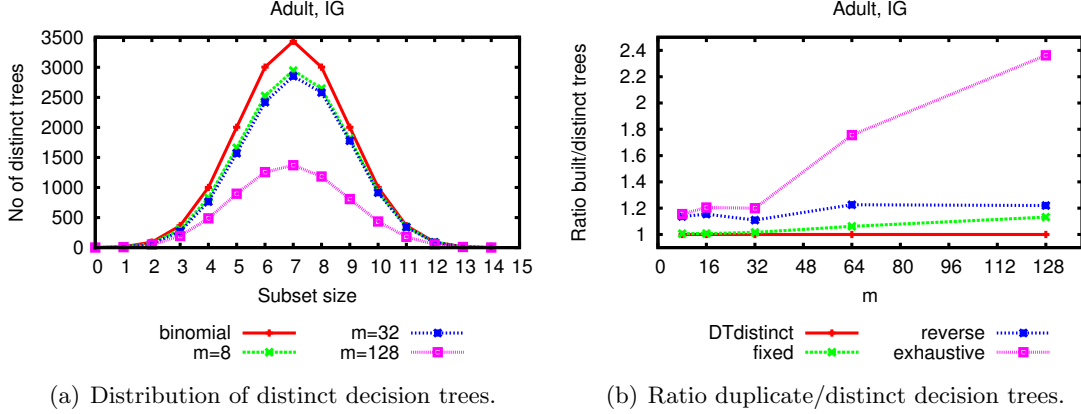 Adult, IG
No of distinct trees
3500
3000
2500
2000
1500
1000
500
0
0 1 2 3 4 5 6 7 8 9 10 11 12 13 14 15
Subset size
binomial
m=8
m=32
m=128
(a) Distribution of distinct decision trees.
Adult, IG
Ratio built/distinct trees
2.4
2.2
2
1.8
1.6
1.4
1.2
1
0 16 32 48 64 80 96 112 128
m
DTdistinct
fixed
reverse
exhaustive
(b) Ratio duplicate/distinct decision trees.